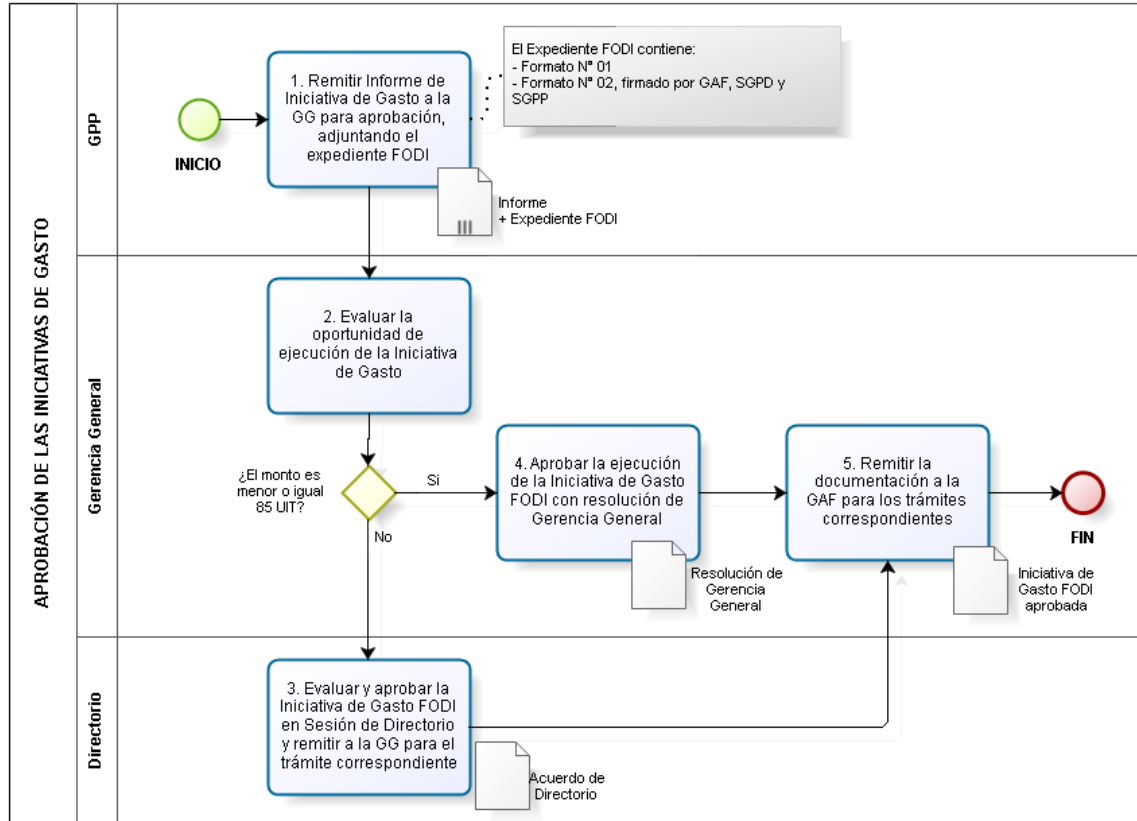 APROBACIÓN DE LAS INICIATIVAS DE GASTO
GPP
INICIO
1. Remitir Informe de
Iniciativa de Gasto a la
GG para aprobación,
adjuntando el
expediente FODI
El Expediente FODI contiene:
- Formato N° 01
- Formato N° 02, firmado por GAF, SGPD y
SGPP
Informe
+ Expediente FODI
Gerencia General
2. Evaluar la
oportunidad de
ejecución de la Iniciativa
de Gasto
¿El monto es
menor o igual
85 UIT?
Si
No
4. Aprobar la ejecución
de la Iniciativa de Gasto
FODI con resolución de
Gerencia General
Resolución de
Gerencia
General
5. Remitir la
documentación a la
GAF para los trámites
correspondientes
Iniciativa de
Gasto FODI
aprobada
FIN
Directorio
3. Evaluar y aprobar la
Iniciativa de Gasto FODI
en Sesión de Directorio
y remitir a la GG para el
trámite correspondiente
Acuerdo de
Directorio